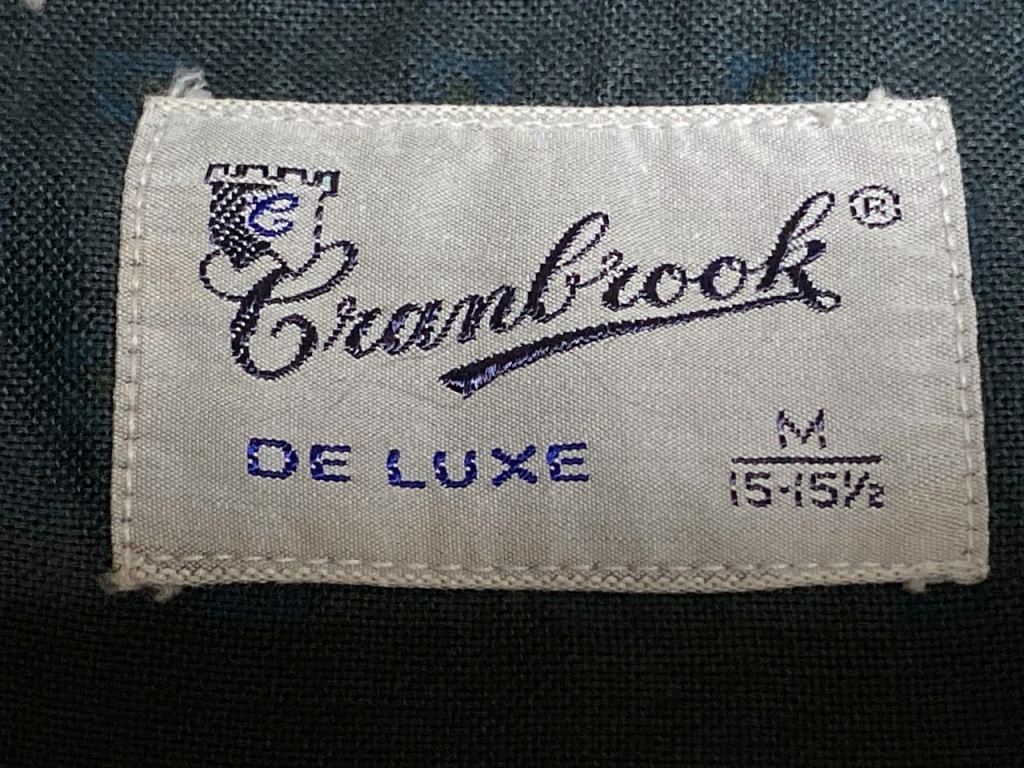 C
Cranbrook ®
DE LUXE
M
15-15½